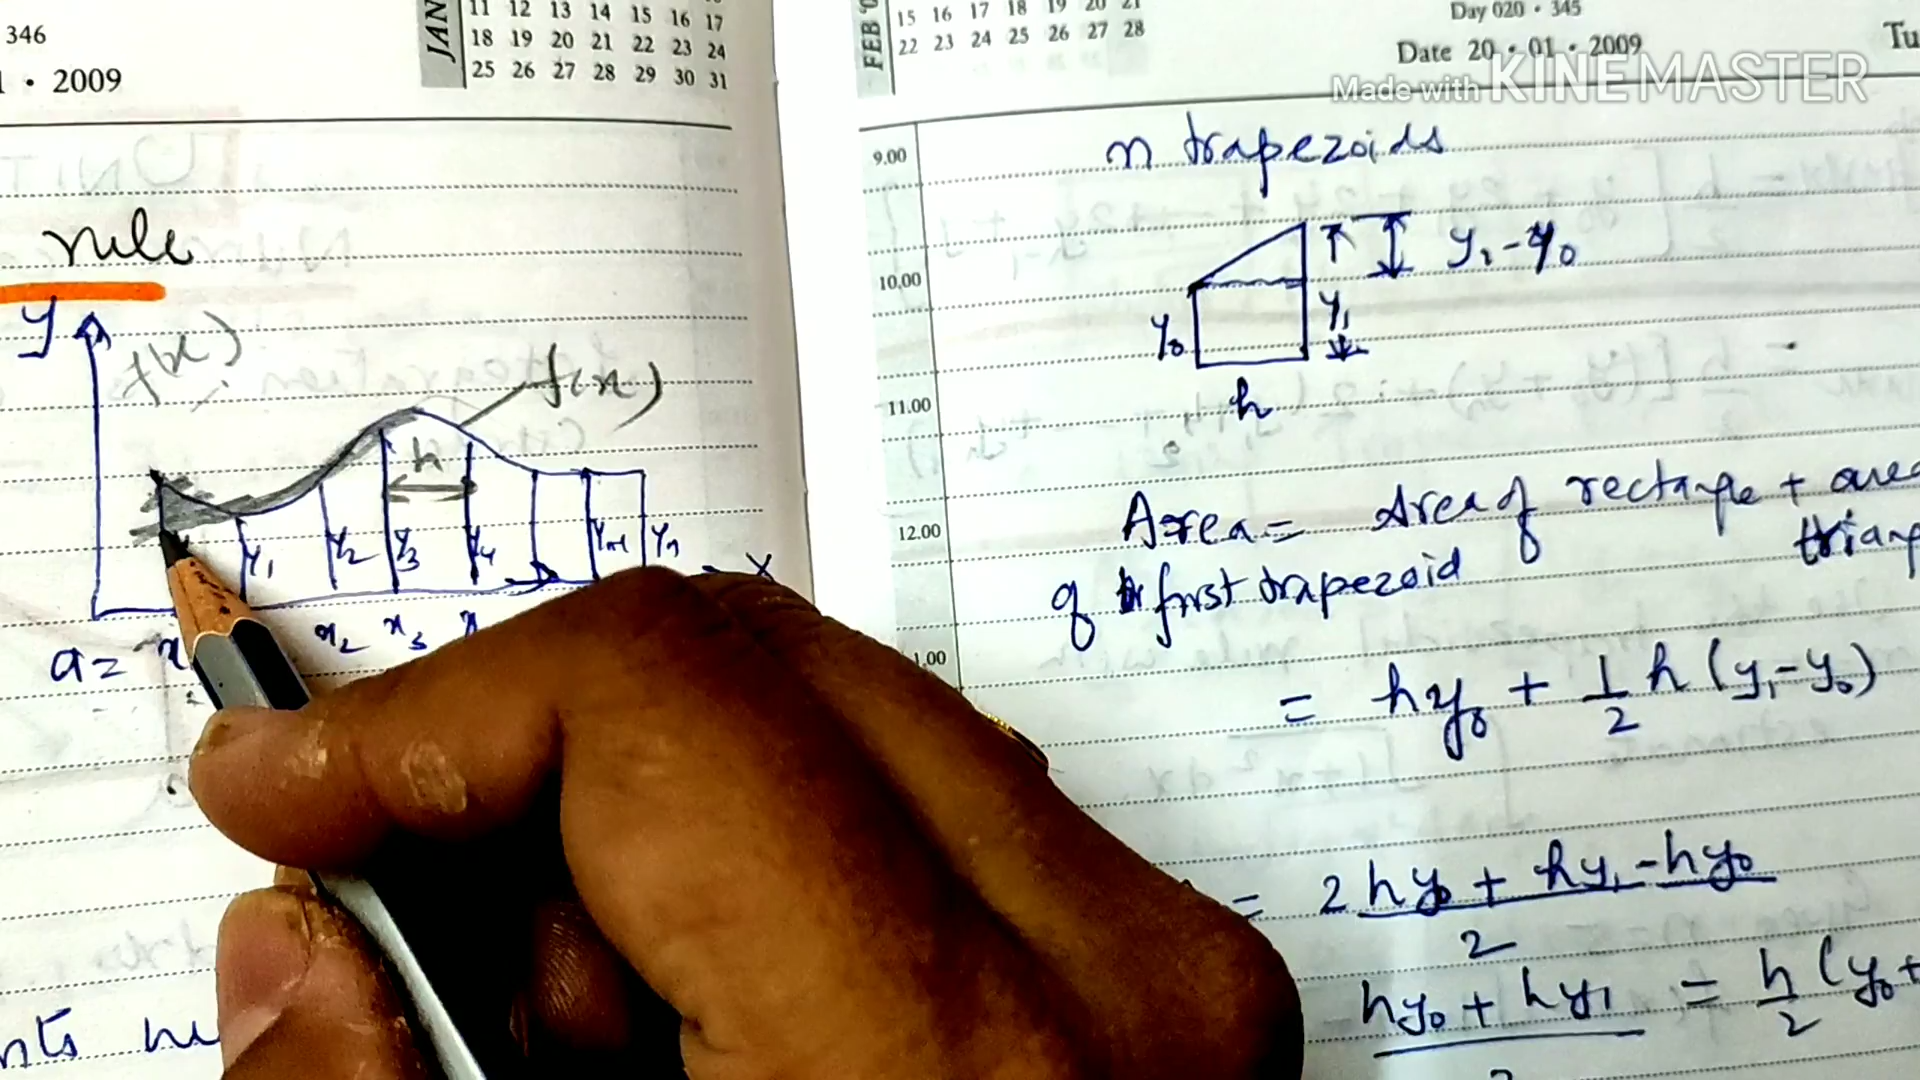 346
1 • 2009
JAN
11 12 13 14 15 16 17
18 19 20 21 22 23 24
25 26 27 28 29 30 31
rule
y
f(x)
f(x)
h
y1 y2 y3 y4 yn-1 yn
x
a = x x2 x3 x
nts
FEB
15 16 17 18 19 20 21
22 23 24 25 26 27 28
Day 020 • 345
Date 20 • 01 • 2009
Tu
Made with KINEMASTER
9.00
n trapezoids
10.00
y1 - y0
y0
y1
h
11.00
12.00
Area = Area of rectangle + area
of first trapezoid triang
1.00
= hy0 + 1/2 h (y1 - y0)
= 2hy0 + hy1 - hy0
2
hy0 + hy1 = h/2 (y0 +
2